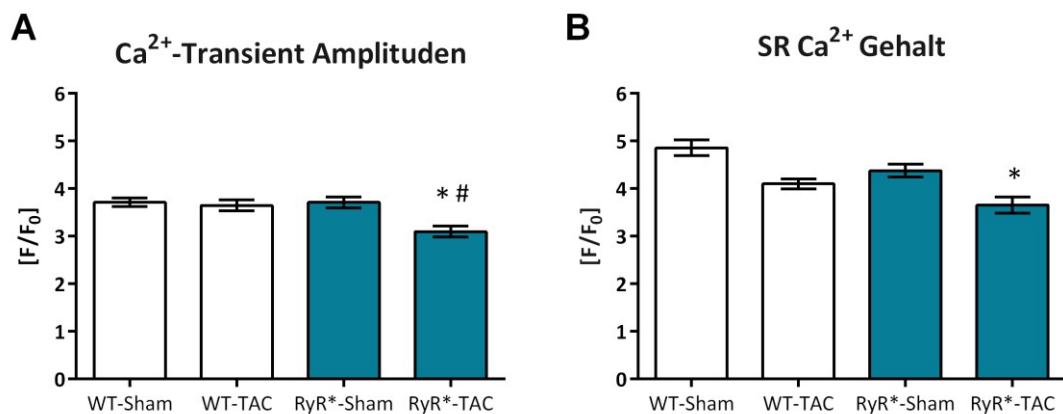 A
Ca²⁺-Transient Amplituden
[F/F₀]
6
5
4
3
2
1
0
WT-Sham WT-TAC RyR*-Sham RyR*-TAC
* #
B
SR Ca²⁺ Gehalt
[F/F₀]
6
5
4
3
2
1
0
WT-Sham WT-TAC RyR*-Sham RyR*-TAC
*